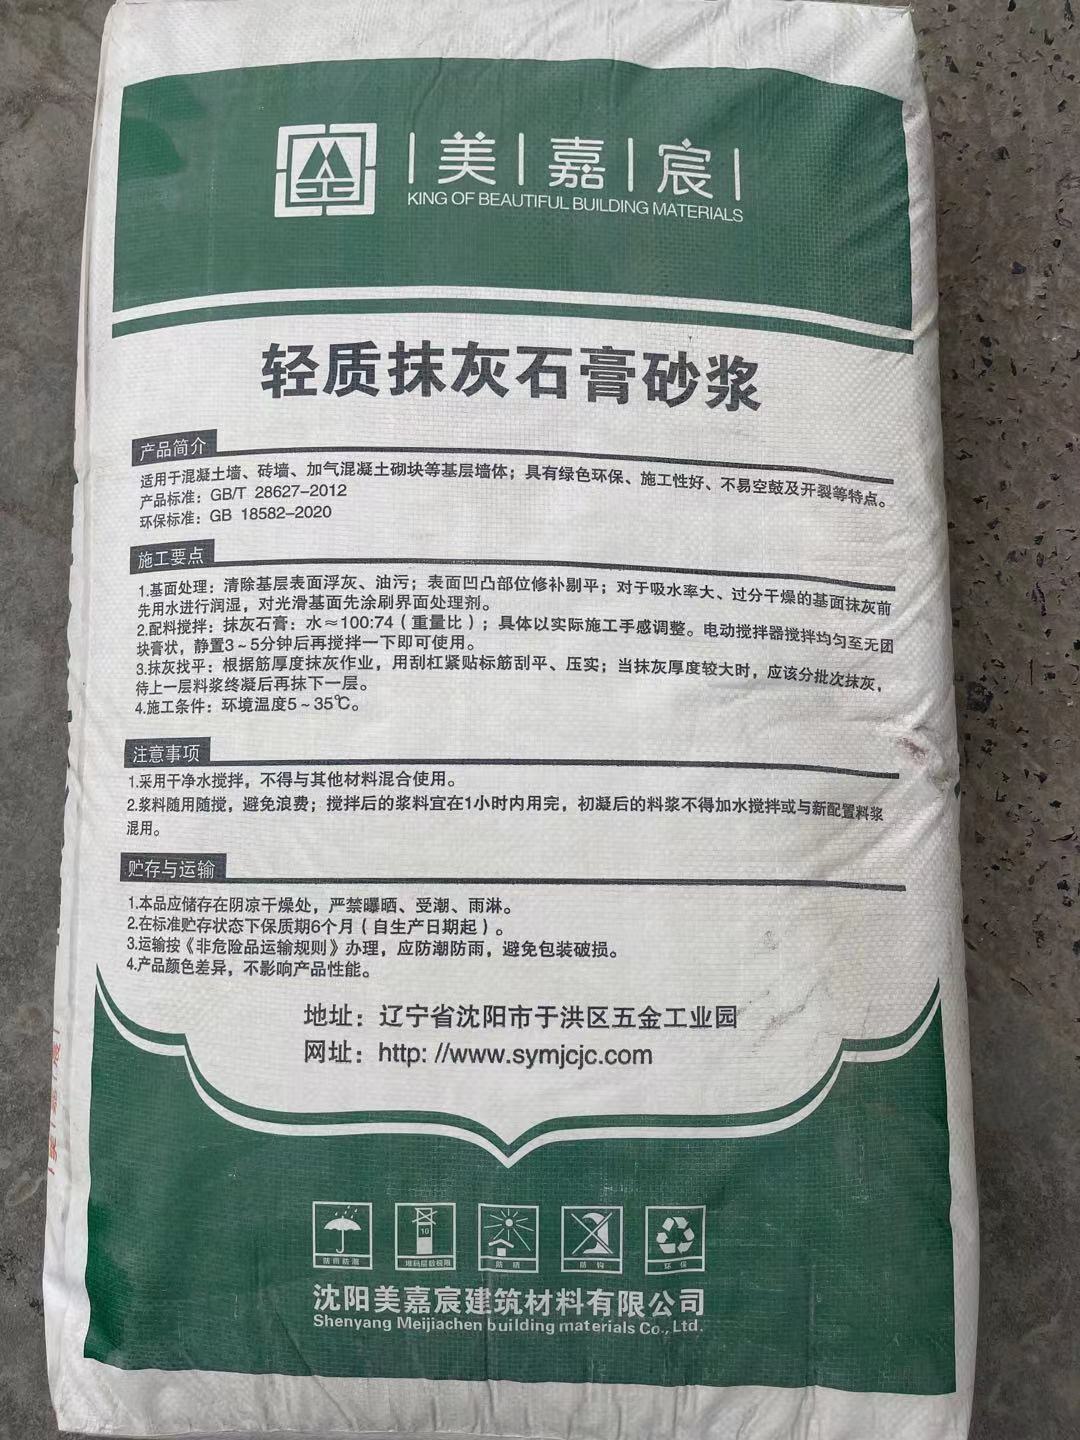 美嘉宸
KING OF BEAUTIFUL BUILDING MATERIALS
轻质抹灰石膏砂浆
产品简介
适用于混凝土墙、砖墙、加气混凝土砌块等基层墙体；具有绿色环保、施工性好、不易空鼓及开裂等特点。
产品标准：GB/T 28627-2012
环保标准：GB 18582-2020
施工要点
1.基面处理：清除基层表面浮灰、油污；表面凹凸部位修补剔平；对于吸水率大、过分干燥的基面抹灰前
先用水进行润湿，对光滑基面先涂刷界面处理剂。
2.配料搅拌：抹灰石膏：水≈100:74（重量比）；具体以实际施工手感调整。电动搅拌器搅拌均匀至无团
块膏状，静置3～5分钟后再搅拌一下即可使用。
3.抹灰找平：根据筋厚度抹灰作业，用刮杠紧贴标筋刮平、压实；当抹灰厚度较大时，应该分批次抹灰，
待上一层料浆终凝后再抹下一层。
4.施工条件：环境温度5～35℃。
注意事项
1.采用干净水搅拌，不得与其他材料混合使用。
2.浆料随用随搅，避免浪费；搅拌后的浆料宜在1小时内用完，初凝后的料浆不得加水搅拌或与新配置料浆
混用。
贮存与运输
1.本品应储存在阴凉干燥处，严禁曝晒、受潮、雨淋。
2.在标准贮存状态下保质期6个月（自生产日期起）。
3.运输按《非危险品运输规则》办理，应防潮防雨，避免包装破损。
4.产品颜色差异，不影响产品性能。
地址：辽宁省沈阳市于洪区五金工业园
网址：http: //www.symjcjc.com
10
防雨防潮 堆码层数极限 防晒 防钩 环保
沈阳美嘉宸建筑材料有限公司
Shenyang Meijiachen building materials Co., Ltd.